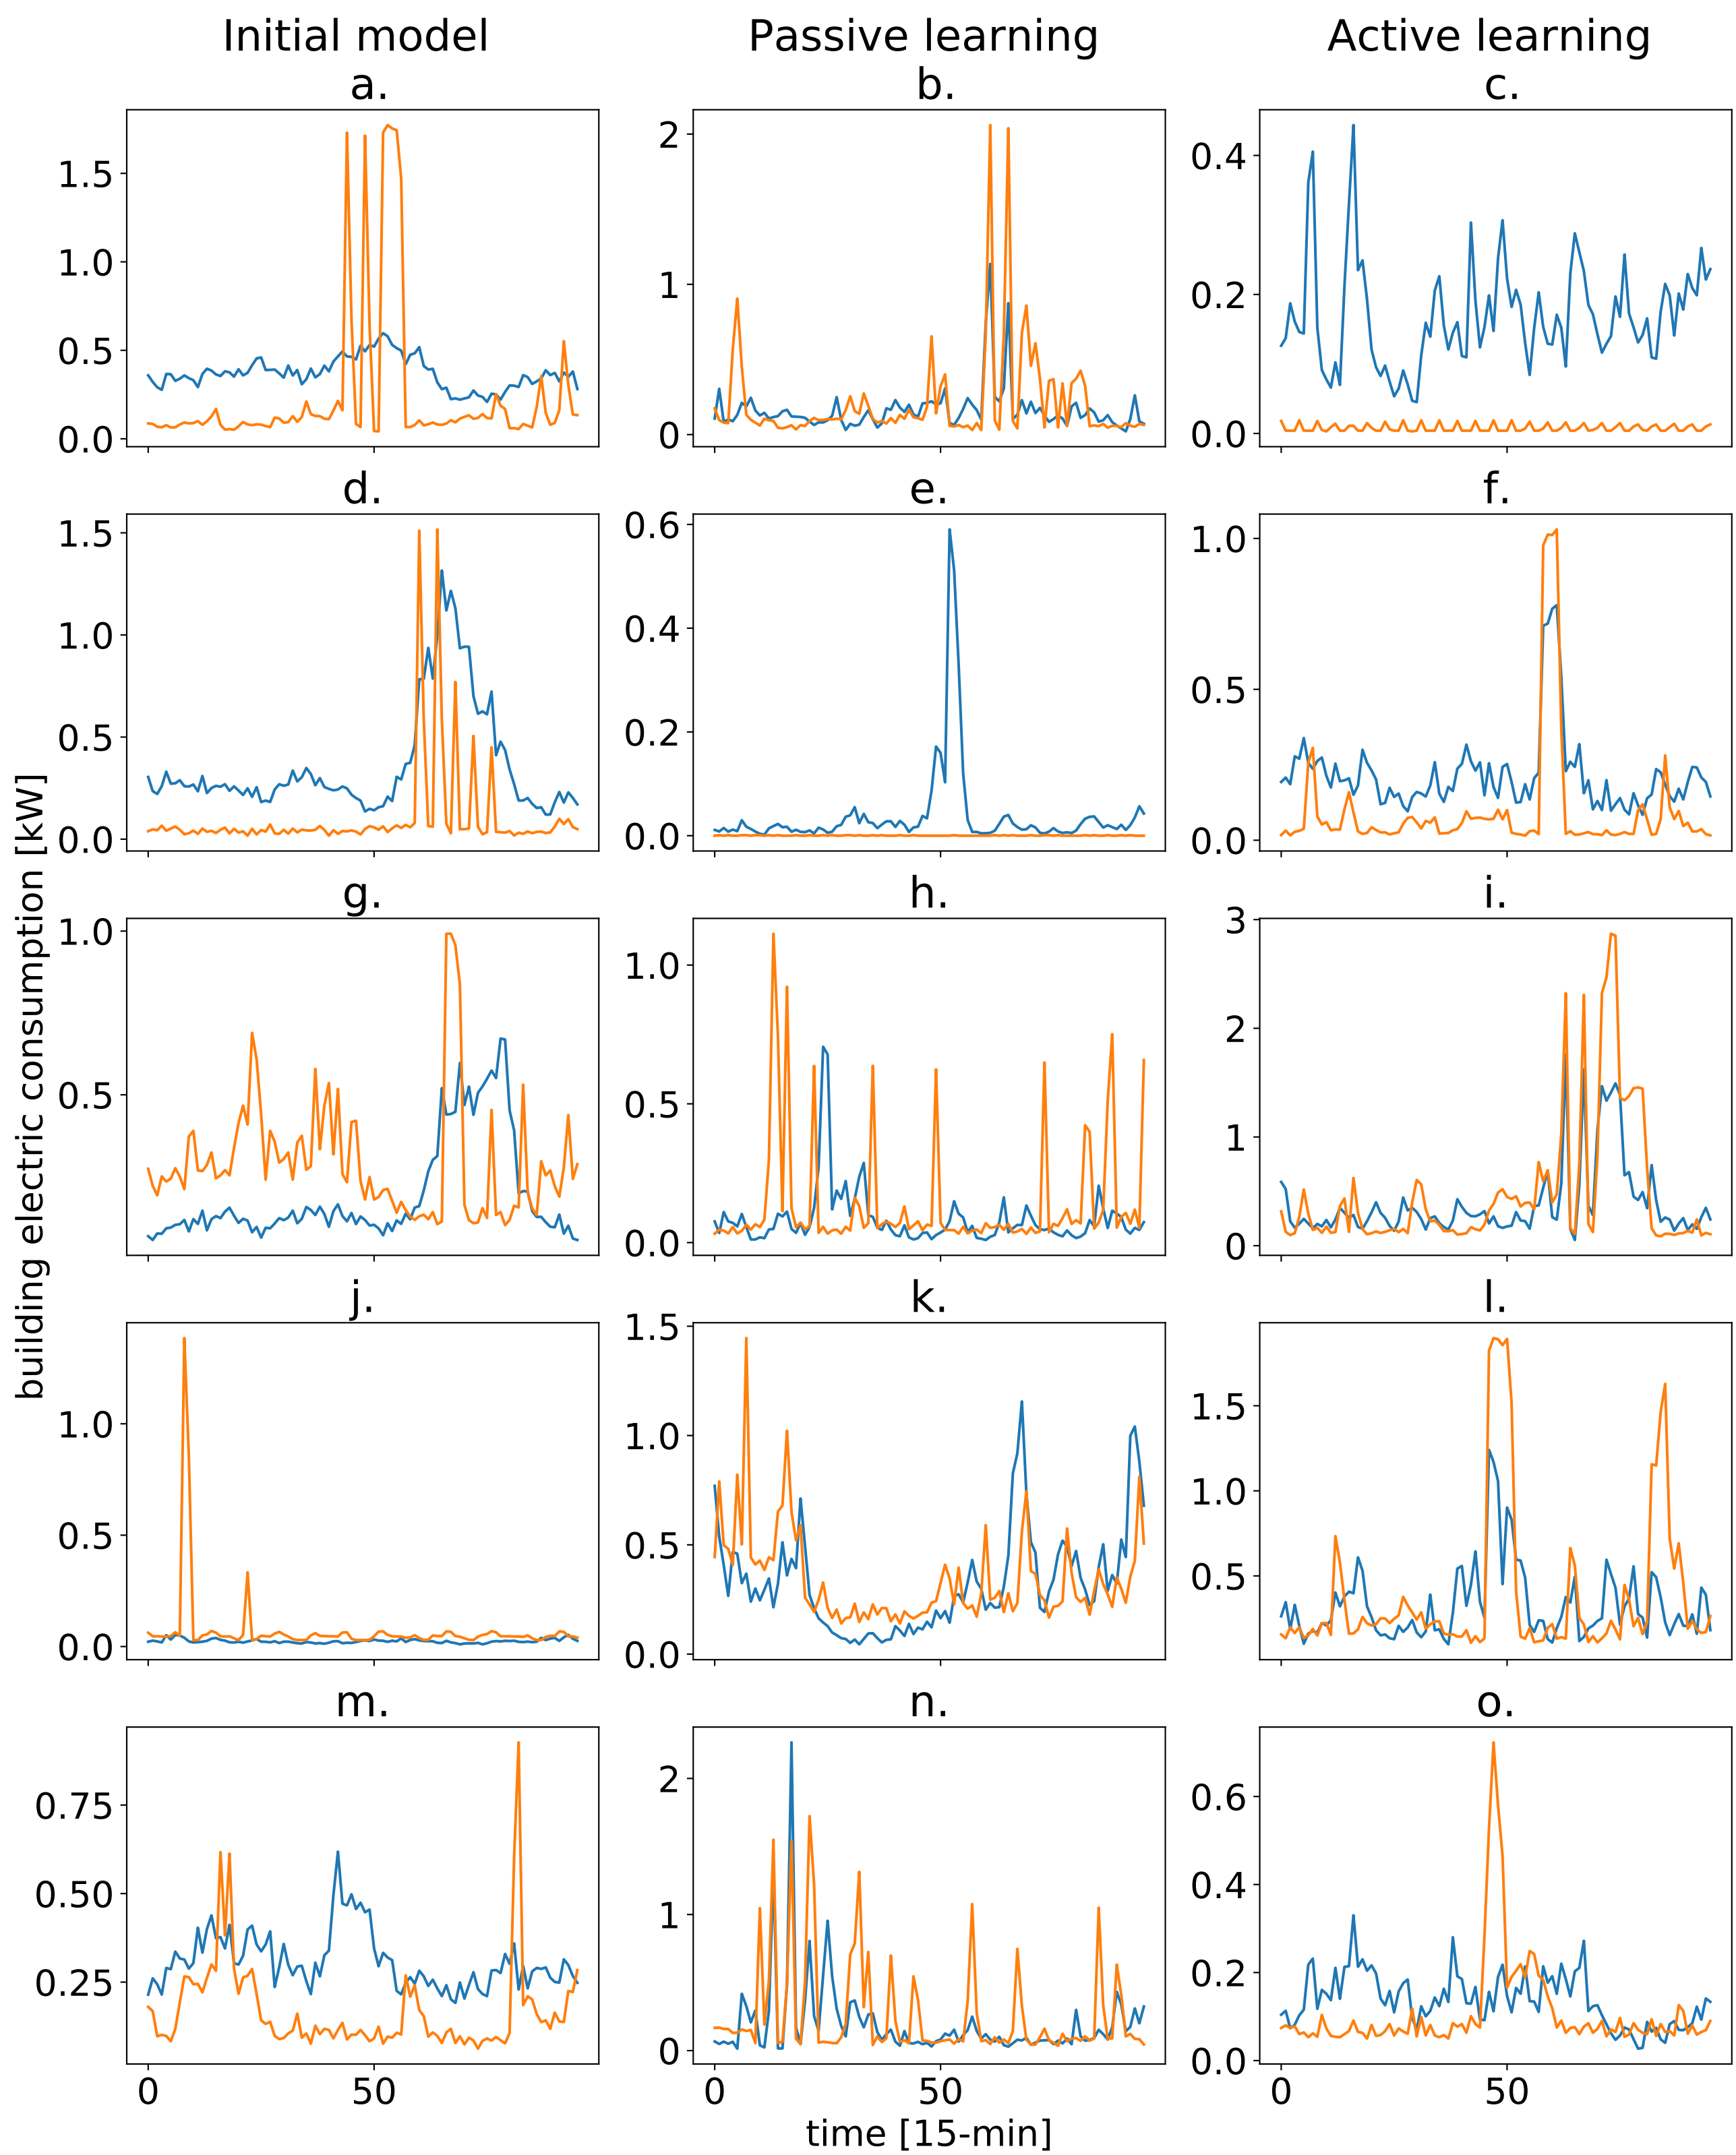 Initial model Passive learning Active learning
a. b. c.
1.5 1.0 0.5 0.0
2 1 0
0.4 0.2 0.0
d. e. f.
1.5 1.0 0.5 0.0
0.6 0.4 0.2 0.0
1.0 0.5 0.0
building electric consumption [kW]
g. h. i.
1.0 0.5
1.0 0.5 0.0
3 2 1 0
j. k. l.
1.0 0.5 0.0
1.5 1.0 0.5 0.0
1.5 1.0 0.5
m. n. o.
0.75 0.50 0.25
2 1 0
0.6 0.4 0.2 0.0
0 50 0 50 0 50
time [15-min]